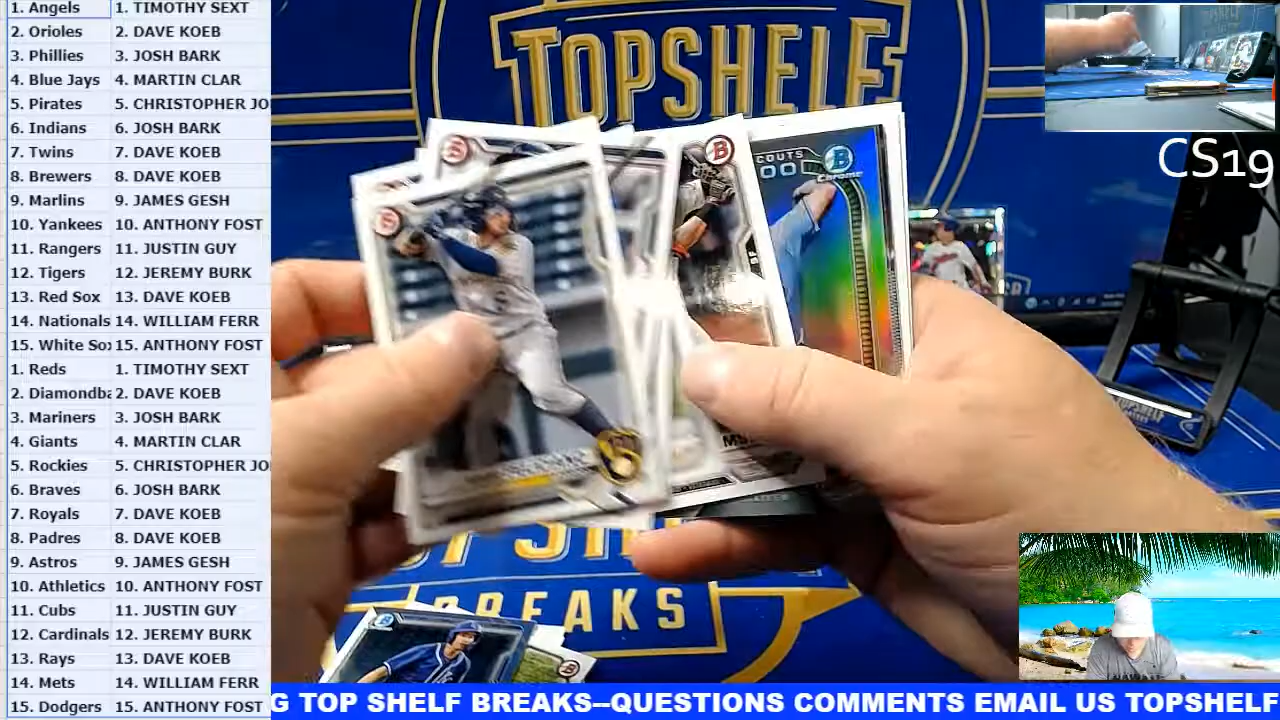 1. Angels 1. TIMOTHY SEXT
2. Orioles 2. DAVE KOEB
3. Phillies 3. JOSH BARK
4. Blue Jays 4. MARTIN CLAR
5. Pirates 5. CHRISTOPHER JO
6. Indians 6. JOSH BARK
7. Twins 7. DAVE KOEB
8. Brewers 8. DAVE KOEB
9. Marlins 9. JAMES GESH
10. Yankees 10. ANTHONY FOST
11. Rangers 11. JUSTIN GUY
12. Tigers 12. JEREMY BURK
13. Red Sox 13. DAVE KOEB
14. Nationals 14. WILLIAM FERR
15. White Sox 15. ANTHONY FOST
1. Reds 1. TIMOTHY SEXT
2. Diamondba 2. DAVE KOEB
3. Mariners 3. JOSH BARK
4. Giants 4. MARTIN CLAR
5. Rockies 5. CHRISTOPHER JO
6. Braves 6. JOSH BARK
7. Royals 7. DAVE KOEB
8. Padres 8. DAVE KOEB
9. Astros 9. JAMES GESH
10. Athletics 10. ANTHONY FOST
11. Cubs 11. JUSTIN GUY
12. Cardinals 12. JEREMY BURK
13. Rays 13. DAVE KOEB
14. Mets 14. WILLIAM FERR
15. Dodgers 15. ANTHONY FOST
TOPSHELF
CS19
SCOUTS
100
B
Chrome
B
BREAKS
G TOP SHELF BREAKS--QUESTIONS COMMENTS EMAIL US TOPSHELF